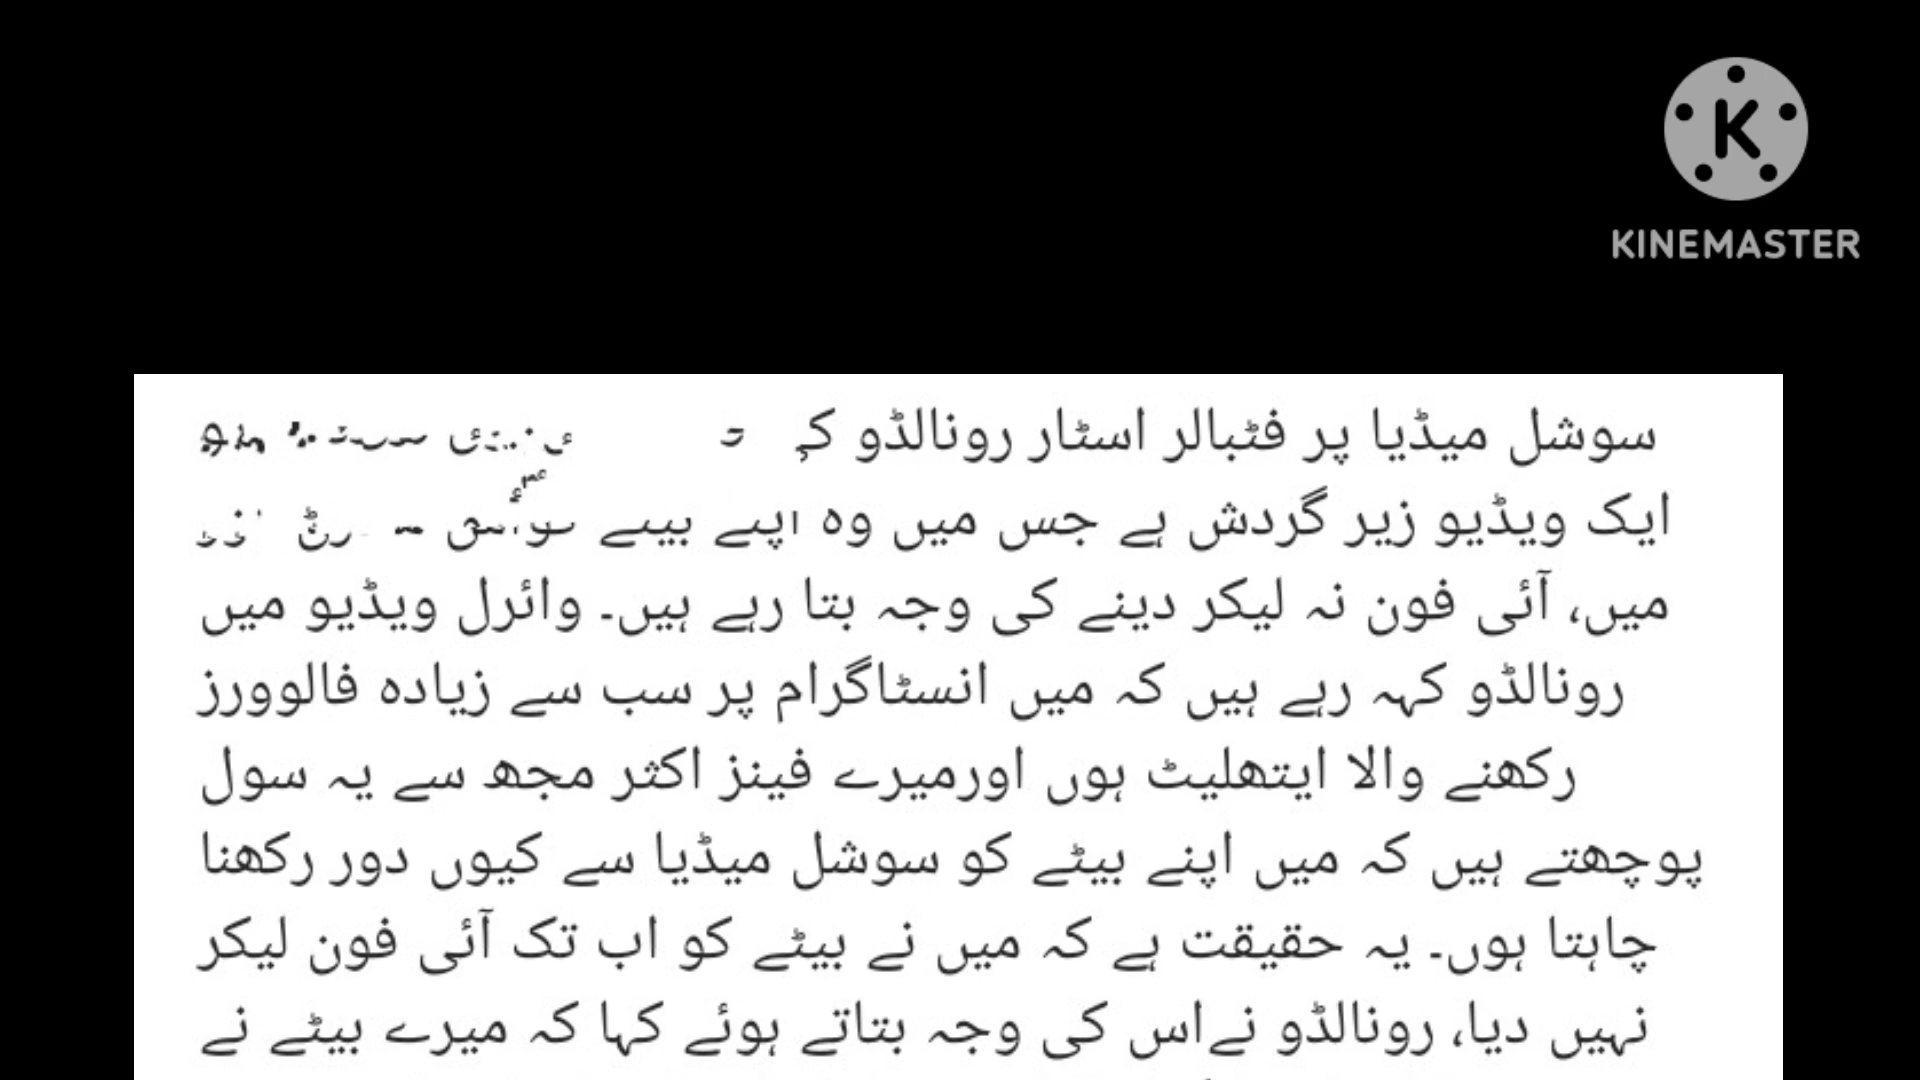 KINEMASTER
سوشل میڈیا پر فٹبالر اسٹار رونالڈو
ایک ویڈیو زیر گردش ہے جس میں وہ اپنے بیٹے
میں، آئی فون نہ لیکر دینے کی وجہ بتا رہے ہیں۔ وائرل ویڈیو میں
رونالڈو کہہ رہے ہیں کہ میں انسٹاگرام پر سب سے زیادہ فالوورز
رکھنے والا ایتھلیٹ ہوں اورمیرے فینز اکثر مجھ سے یہ سول
پوچھتے ہیں کہ میں اپنے بیٹے کو سوشل میڈیا سے کیوں دور رکھنا
چاہتا ہوں۔ یہ حقیقت ہے کہ میں نے بیٹے کو اب تک آئی فون لیکر
نہیں دیا، رونالڈو نےاس کی وجہ بتاتے ہوئے کہا کہ میرے بیٹے نے